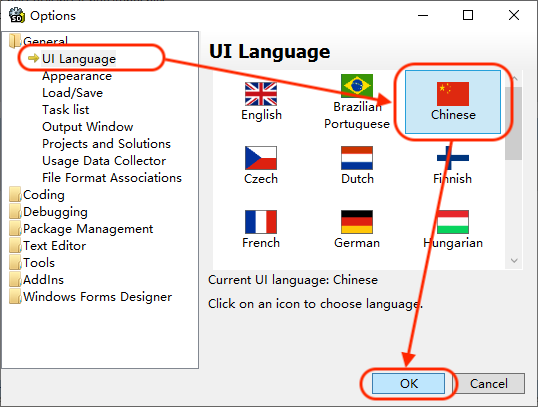 Options
General
UI Language
Appearance
Load/Save
Task list
Output Window
Projects and Solutions
Usage Data Collector
File Format Associations
Coding
Debugging
Package Management
Text Editor
Tools
AddIns
Windows Forms Designer
UI Language
English
Brazilian
Portuguese
Chinese
Czech
Dutch
Finnish
French
German
Hungarian
Current UI language: Chinese
Click on an icon to choose language.
OK
Cancel